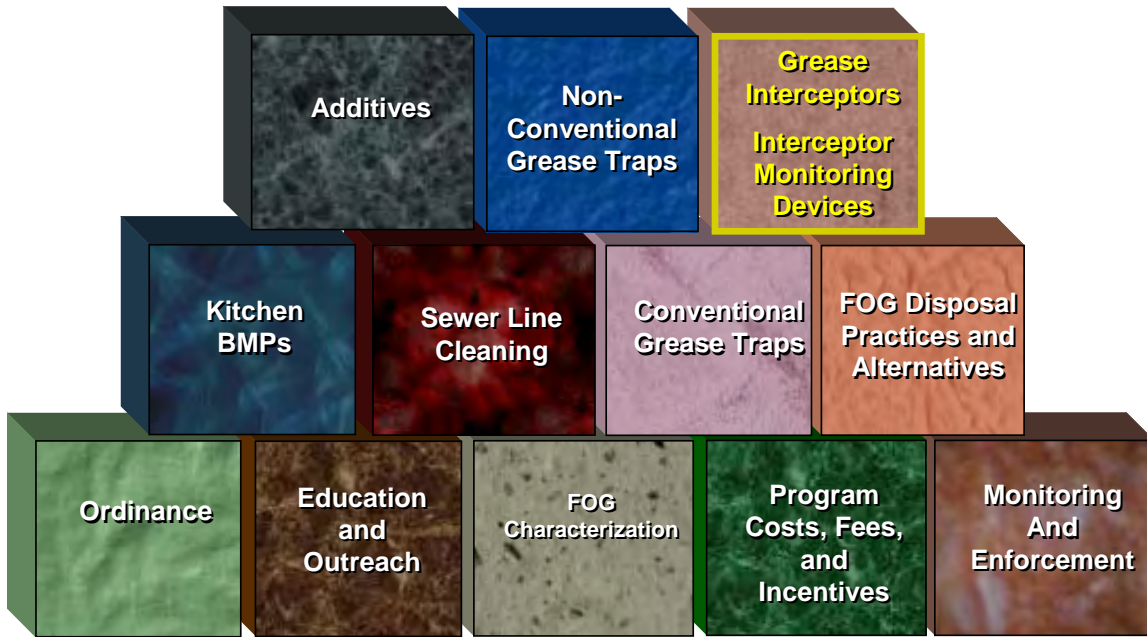 Additives
Non-
Conventional
Grease Traps
Grease
Interceptors
Interceptor
Monitoring
Devices
Kitchen
BMPs
Sewer Line
Cleaning
Conventional
Grease Traps
FOG Disposal
Practices and
Alternatives
Ordinance
Education
and
Outreach
FOG
Characterization
Program
Costs, Fees,
and
Incentives
Monitoring
And
Enforcement